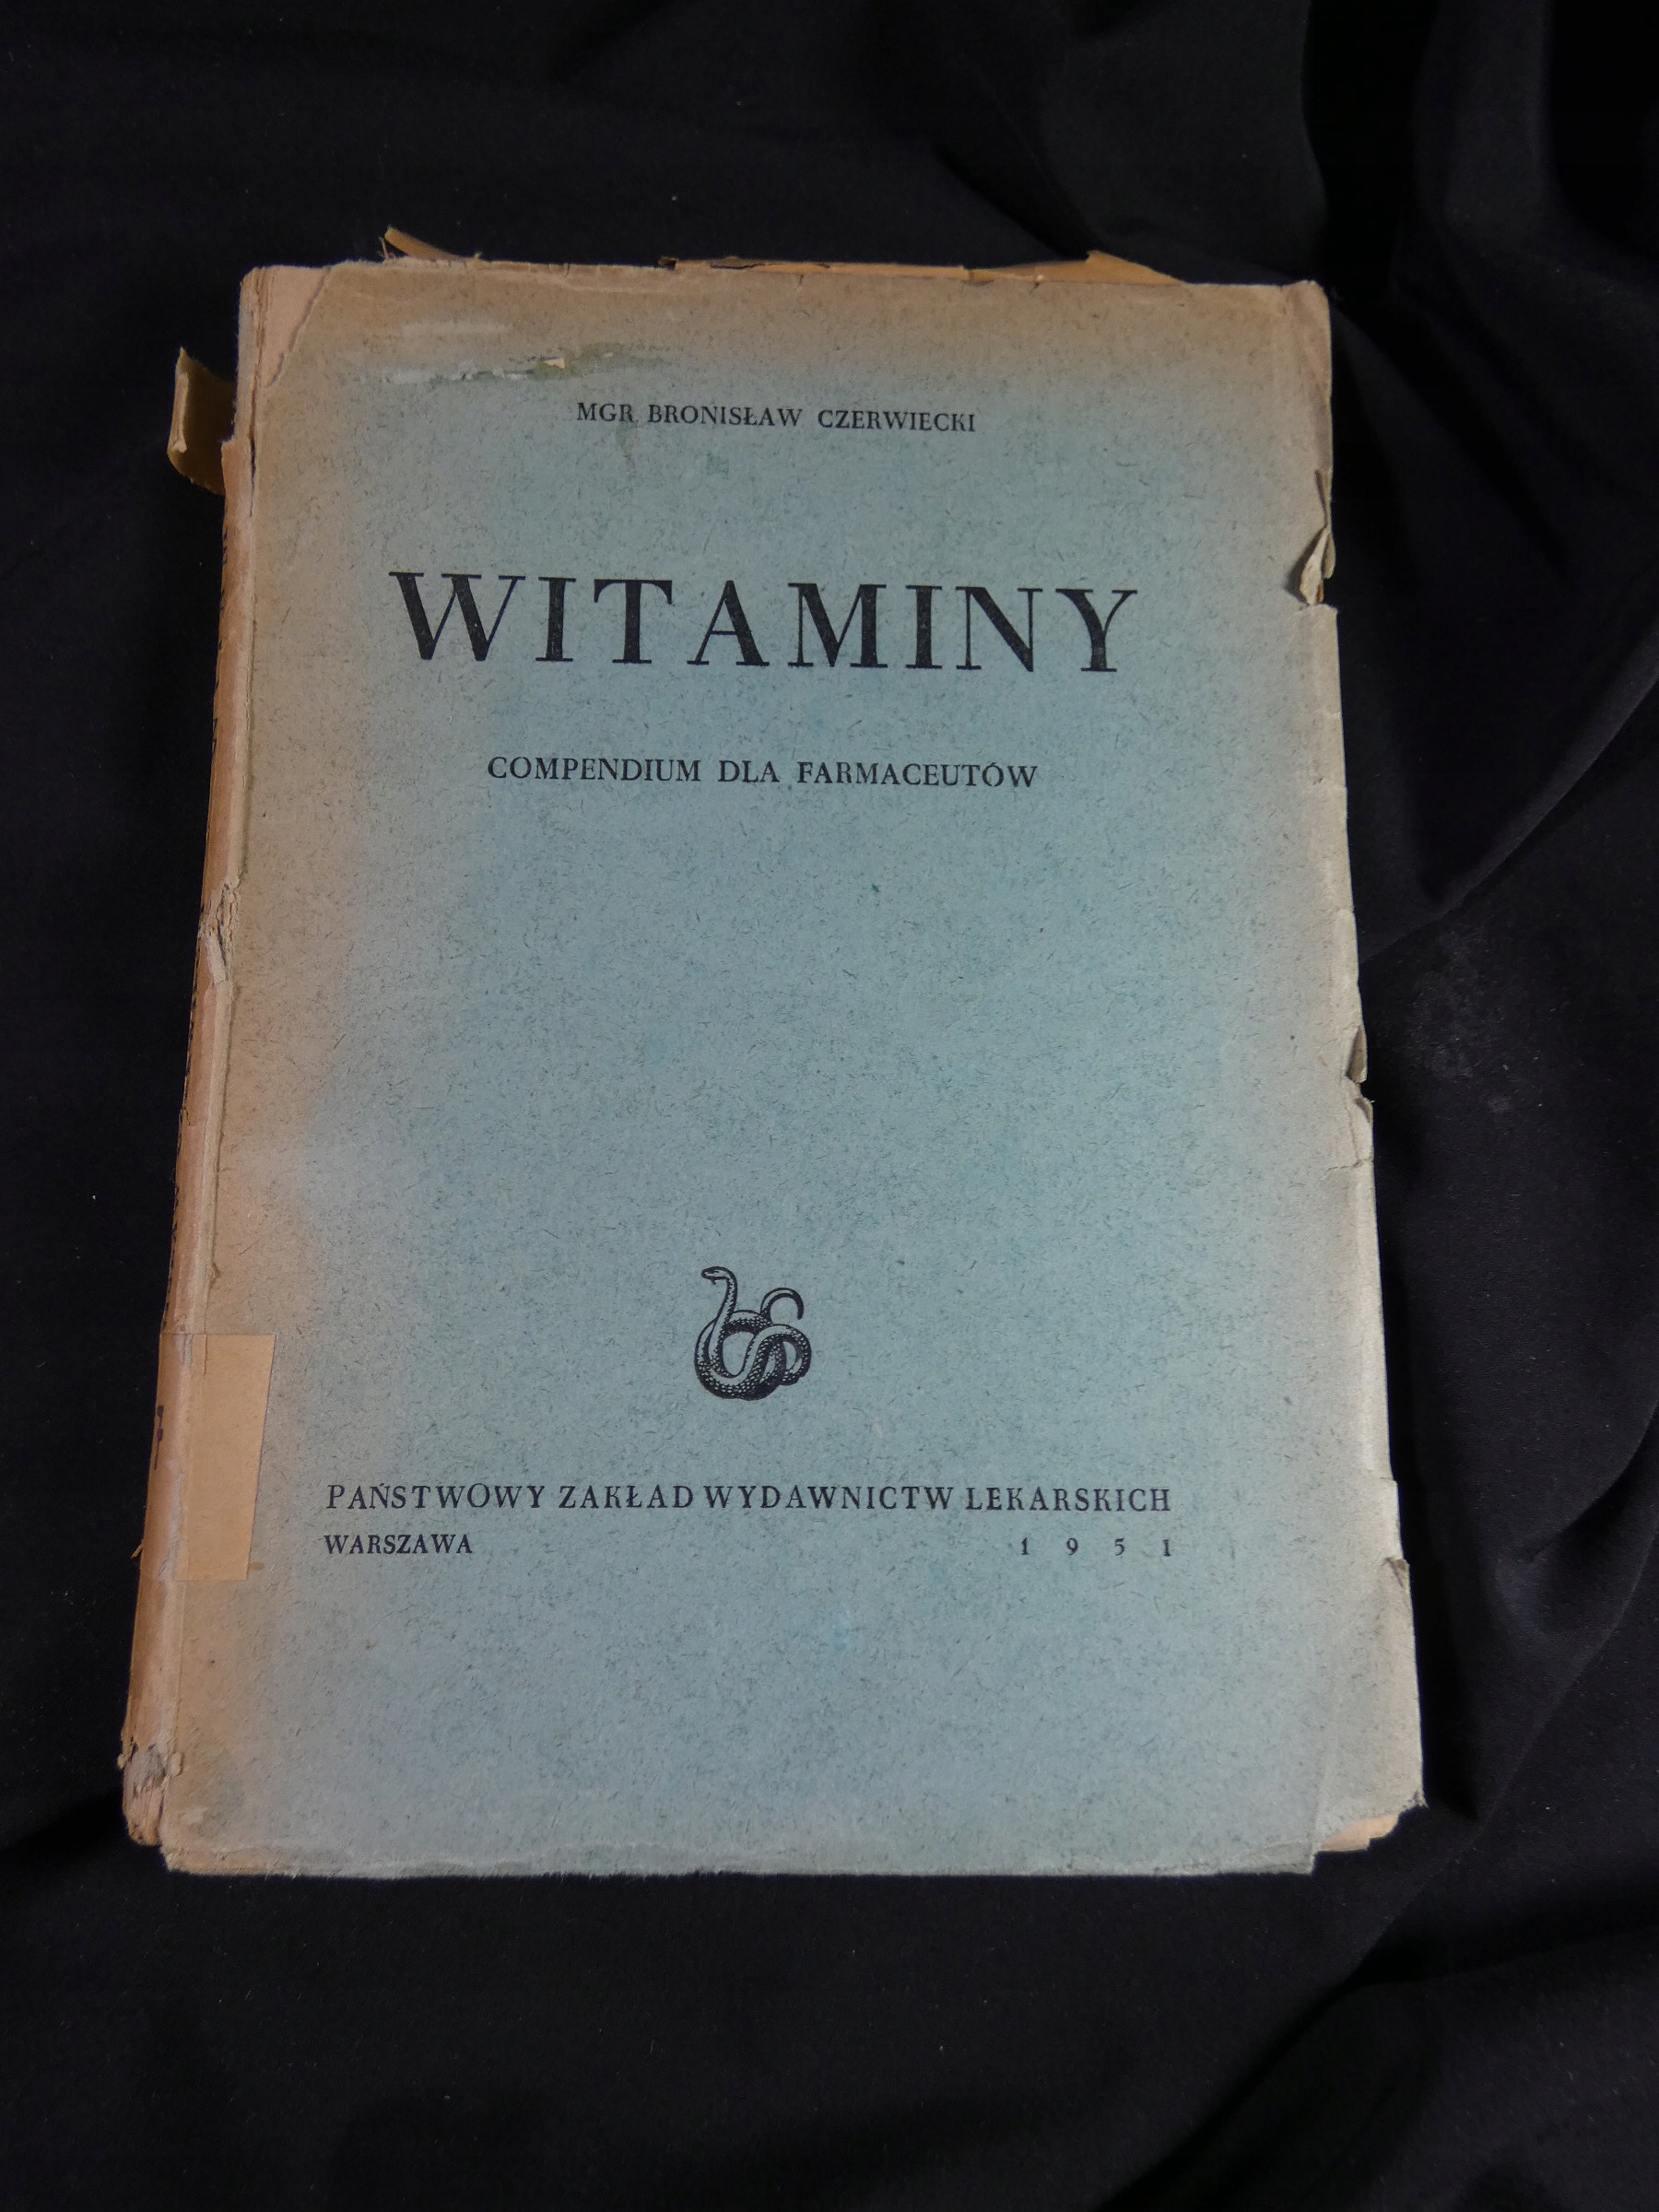 MGR BRONISŁAW CZERWIECKI
WITAMINY
COMPENDIUM DLA FARMACEUTÓW
PAŃSTWOWY ZAKŁAD WYDAWNICTW LEKARSKICH
WARSZAWA 1951